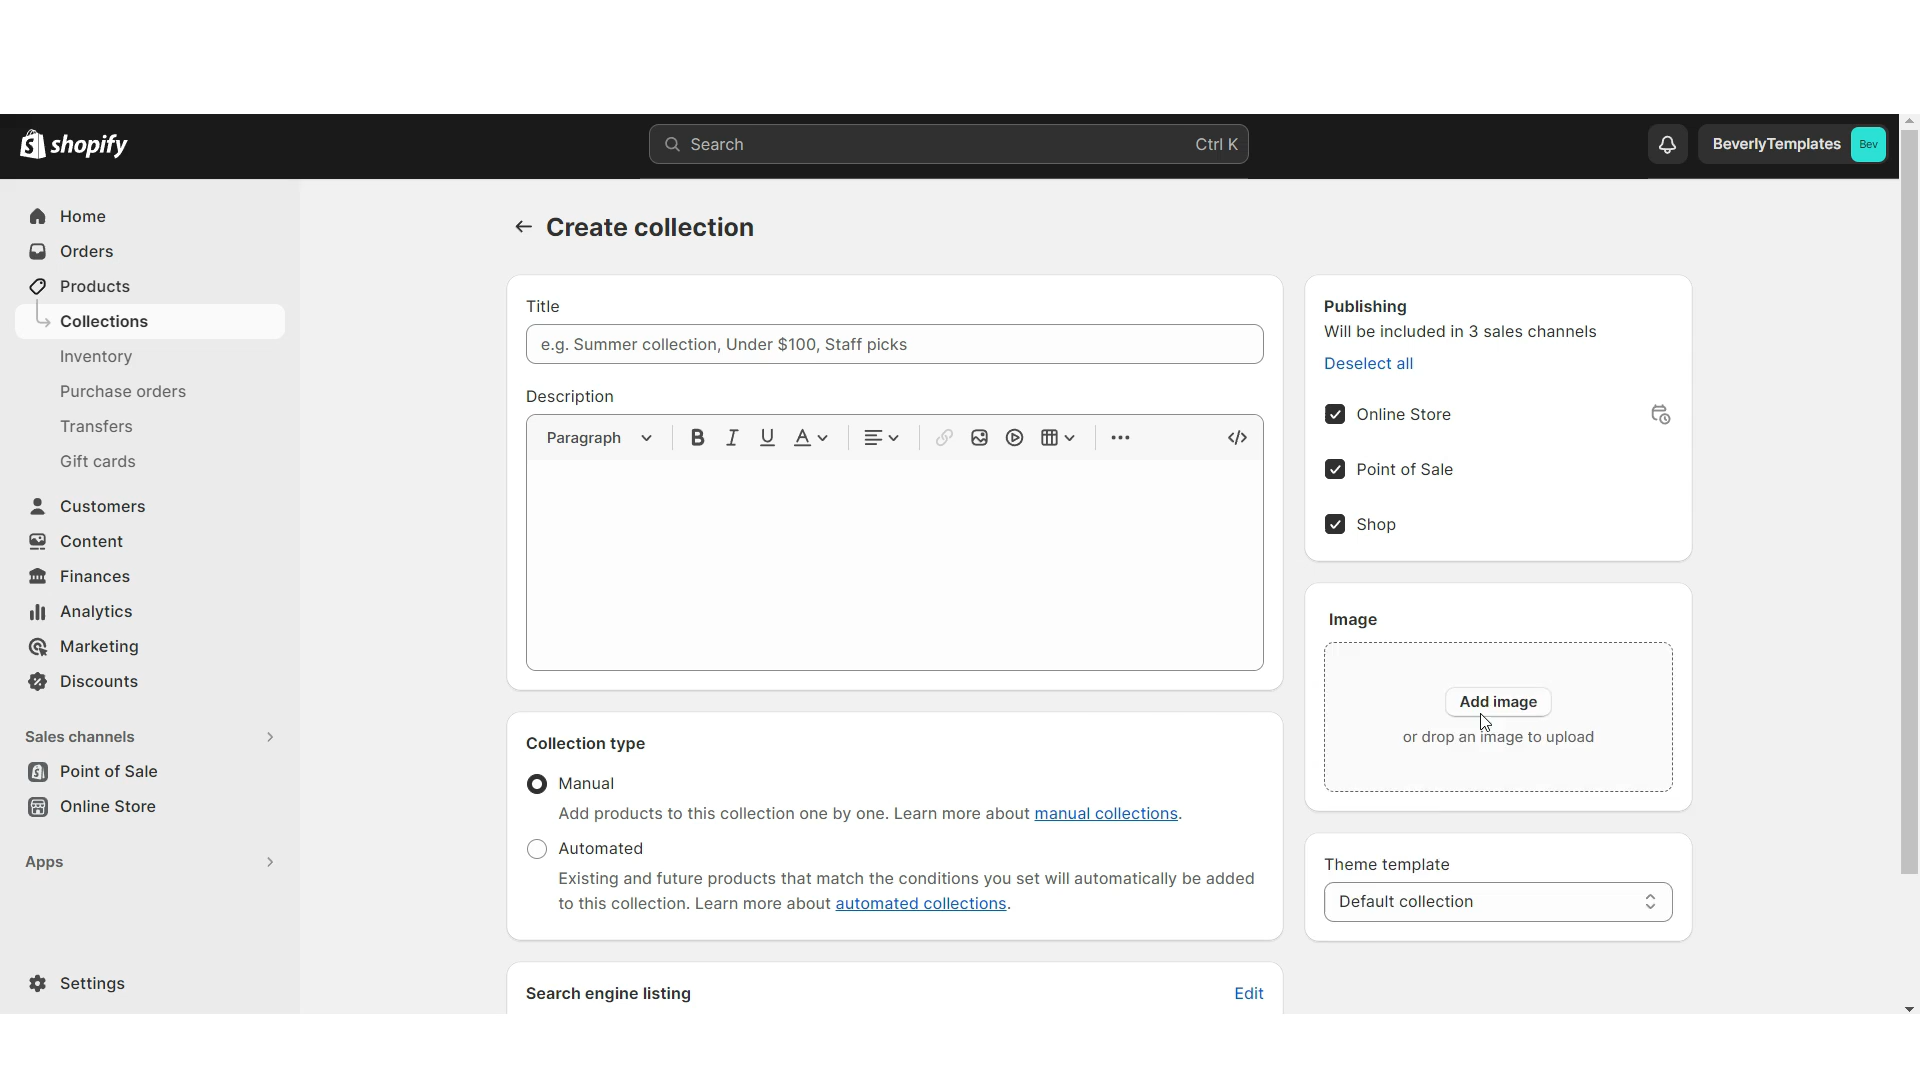 shopify
Search
Ctrl K
BeverlyTemplates
Bev
Home
Orders
Products
Collections
Inventory
Purchase orders
Transfers
Gift cards
Customers
Content
Finances
Analytics
Marketing
Discounts
Sales channels
Point of Sale
Online Store
Apps
Settings
Create collection
Title
e.g. Summer collection, Under $100, Staff picks
Description
Paragraph
B I U A
Collection type
Manual
Add products to this collection one by one. Learn more about manual collections.
Automated
Existing and future products that match the conditions you set will automatically be added
to this collection. Learn more about automated collections.
Search engine listing
Edit
Publishing
Will be included in 3 sales channels
Deselect all
Online Store
Point of Sale
Shop
Image
Add image
or drop an image to upload
Theme template
Default collection